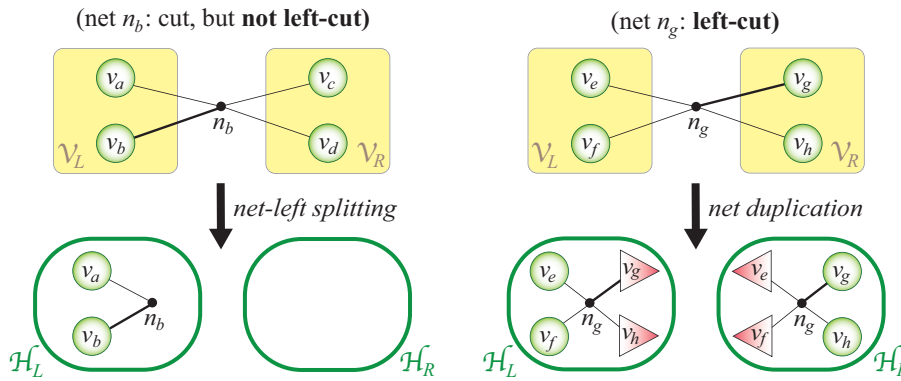 (net n_b: cut, but not left-cut)
v_a
v_c
n_b
v_b
v_d
V_L
V_R
net-left splitting
v_a
v_b
n_b
H_L
H_R
(net n_g: left-cut)
v_e
v_g
n_g
v_f
v_h
V_L
V_R
net duplication
v_e
v_g
n_g
v_f
v_h
H_L
v_e
v_g
n_g
v_f
v_h